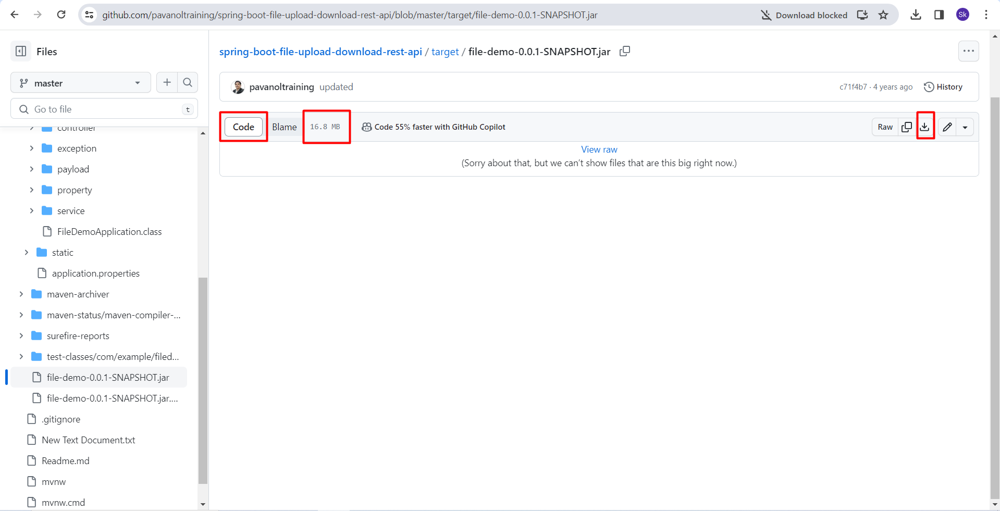 github.com/pavanoltraining/spring-boot-file-upload-download-rest-api/blob/master/target/file-demo-0.0.1-SNAPSHOT.jar
Download blocked
Sk
Files
master
Go to file
t
controller
exception
payload
property
service
FileDemoApplication.class
static
application.properties
maven-archiver
maven-status/maven-compiler-...
surefire-reports
test-classes/com/example/filed...
file-demo-0.0.1-SNAPSHOT.jar
file-demo-0.0.1-SNAPSHOT.jar....
.gitignore
New Text Document.txt
Readme.md
mvnw
mvnw.cmd
spring-boot-file-upload-download-rest-api / target / file-demo-0.0.1-SNAPSHOT.jar
pavanoltraining updated
c71f4b7 · 4 years ago
History
Code
Blame
16.8 MB
Code 55% faster with GitHub Copilot
Raw
View raw
(Sorry about that, but we can’t show files that are this big right now.)